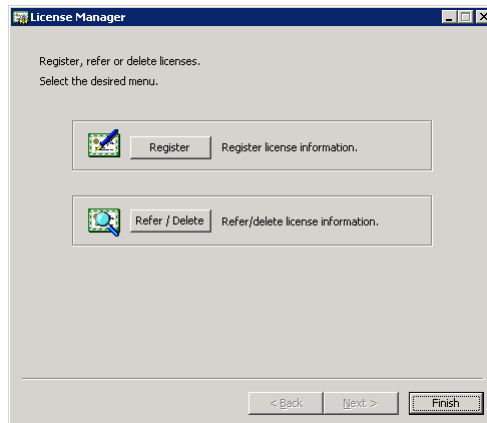 License Manager
Register, refer or delete licenses.
Select the desired menu.
Register
Register license information.
Refer / Delete
Refer/delete license information.
< Back
Next >
Finish